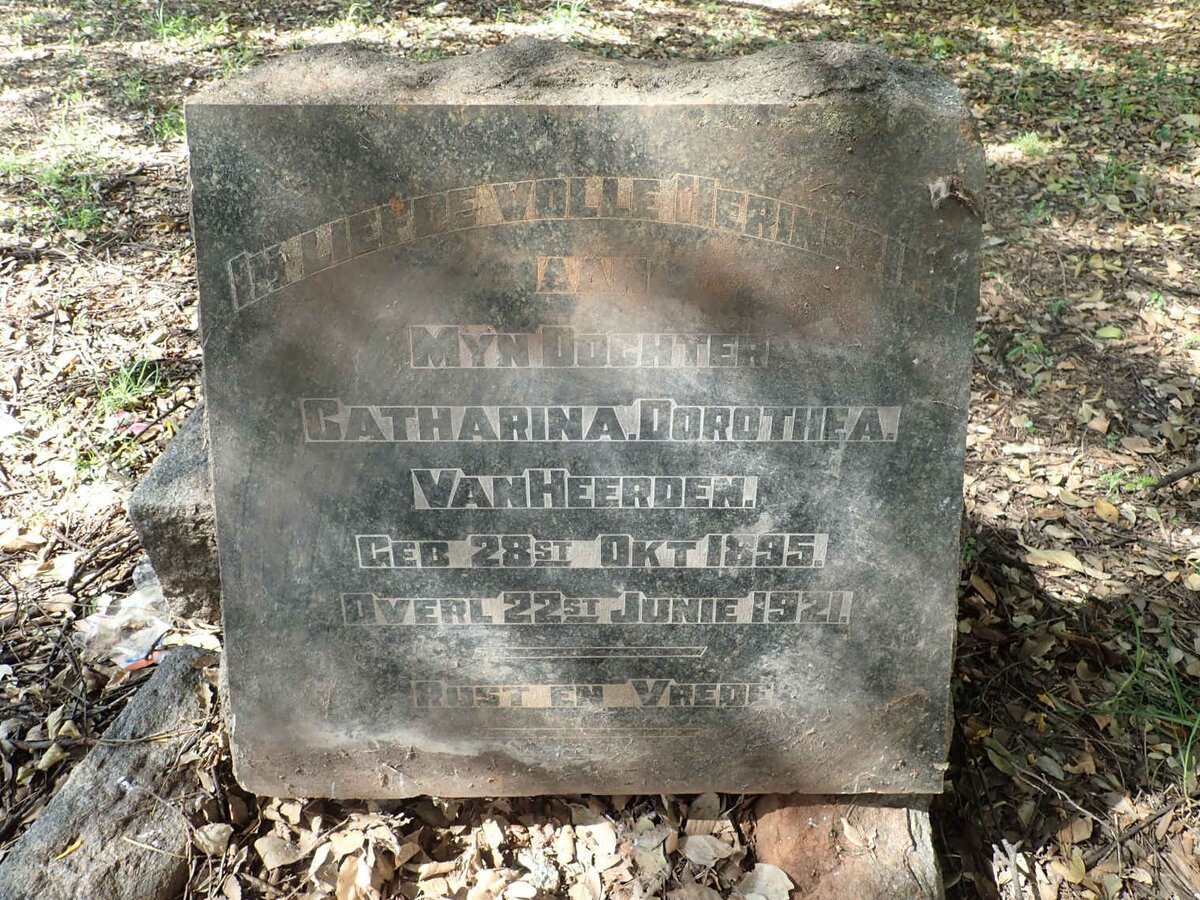 LIEFDEVOLLE HERINNERING
AAN
MYN DOCHTER
CATHARINA. DOROTHEA.
VAN HEERDEN.
GEB 28ST OKT 1895.
OVERL 22ST JUNIE 1921.
RUST EN VREDE